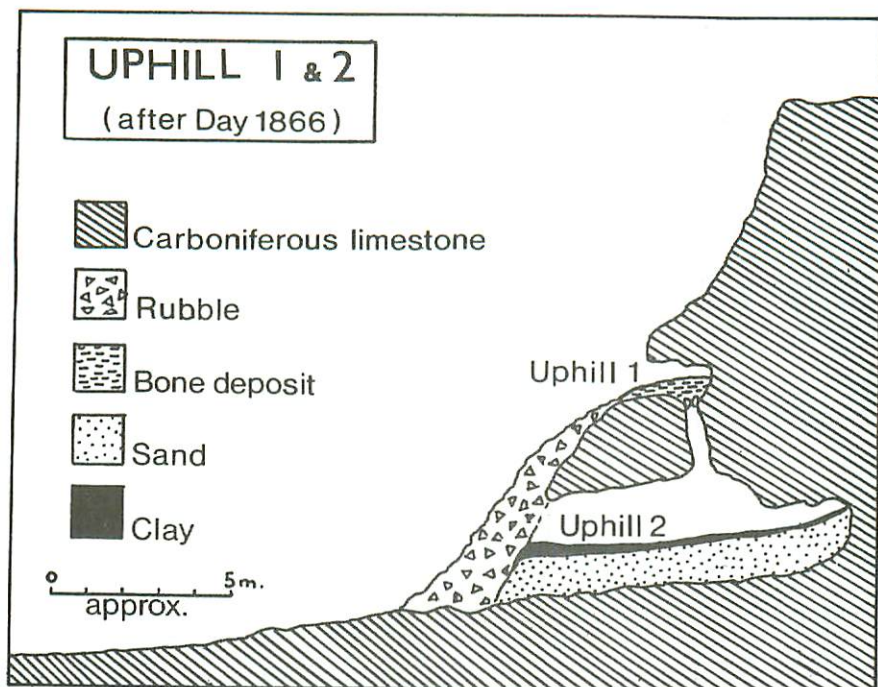 UPHILL 1 & 2
(after Day 1866)
Carboniferous limestone
Rubble
Bone deposit
Sand
Clay
0 5m.
approx.
Uphill 1
Uphill 2